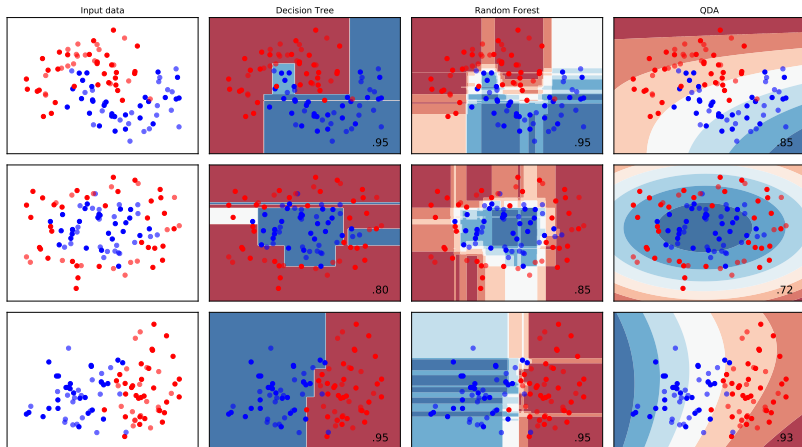 Input data
Decision Tree
Random Forest
QDA
.95
.95
.85
.80
.85
.72
.95
.95
.93